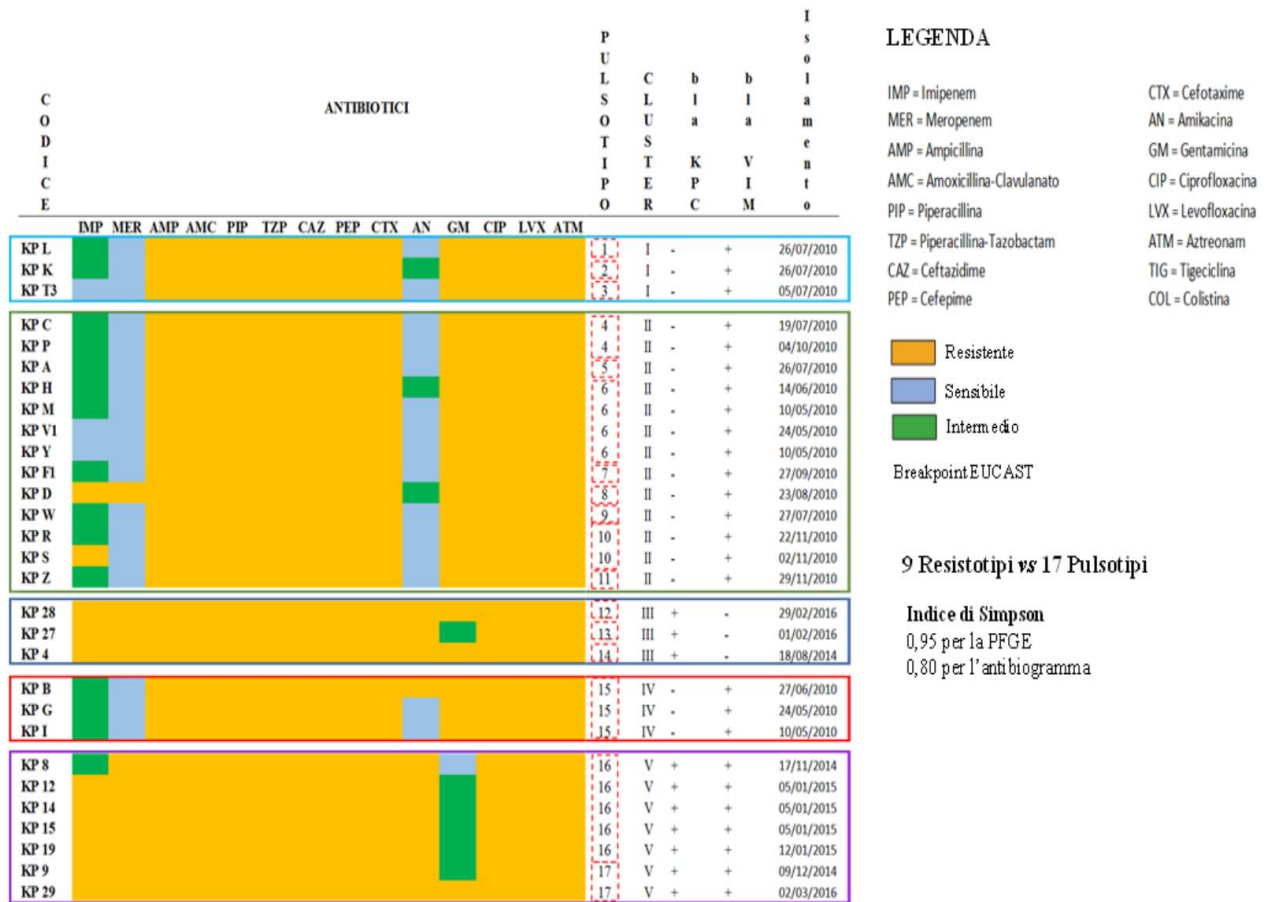 CODICE
ANTIBIOTICI
PULSOTIPO
CLUSTER
bla KPC
bla VIM
Isolamento
IMP MER AMP AMC PIP TZP CAZ PEP CTX AN GM CIP LVX ATM
KP L 1 I - + 26/07/2010
KP K 2 I - + 26/07/2010
KP T3 3 I - + 05/07/2010
KP C 4 II - + 19/07/2010
KP P 4 II - + 04/10/2010
KP A 5 II - + 26/07/2010
KP H 6 II - + 14/06/2010
KP M 6 II - + 10/05/2010
KP V1 6 II - + 24/05/2010
KP Y 6 II - + 10/05/2010
KP F1 7 II - + 27/09/2010
KP D 8 II - + 23/08/2010
KP W 9 II - + 27/07/2010
KP R 10 II - + 22/11/2010
KP S 10 II - + 02/11/2010
KP Z 11 II - + 29/11/2010
KP 28 12 III + - 29/02/2016
KP 27 13 III + - 01/02/2016
KP 4 14 III + - 18/08/2014
KP B 15 IV - + 27/06/2010
KP G 15 IV - + 24/05/2010
KP I 15 IV - + 10/05/2010
KP 8 16 V + + 17/11/2014
KP 12 16 V + + 05/01/2015
KP 14 16 V + + 05/01/2015
KP 15 16 V + + 05/01/2015
KP 19 16 V + + 12/01/2015
KP 9 17 V + + 09/12/2014
KP 29 17 V + + 02/03/2016
LEGENDA
IMP = Imipenem CTX = Cefotaxime
MER = Meropenem AN = Amikacina
AMP = Ampicillina GM = Gentamicina
AMC = Amoxicillina-Clavulanato CIP = Ciprofloxacina
PIP = Piperacillina LVX = Levofloxacina
TZP = Piperacillina-Tazobactam ATM = Aztreonam
CAZ = Ceftazidime TIG = Tigeciclina
PEP = Cefepime COL = Colistina
Resistente
Sensibile
Intermedio
Breakpoint EUCAST
9 Resistotipi vs 17 Pulsotipi
Indice di Simpson
0,95 per la PFGE
0,80 per l'antibiogramma